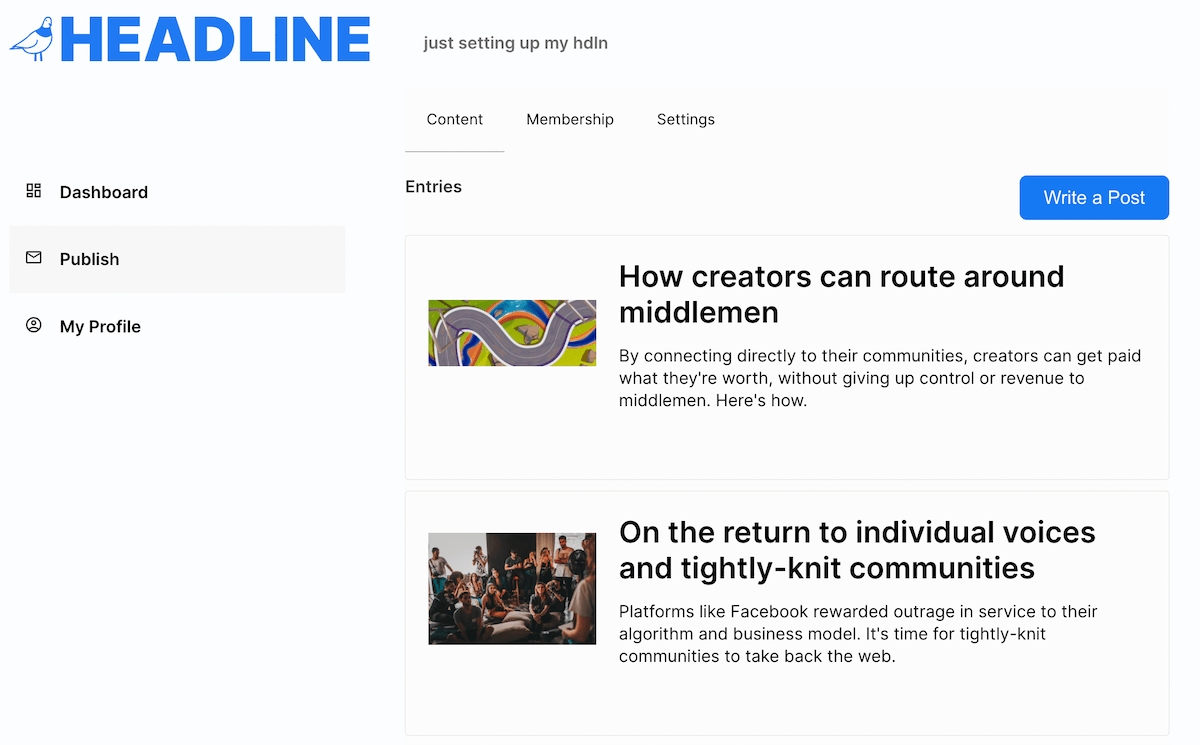 HEADLINE
just setting up my hdln
Content Membership Settings
Dashboard
Publish
My Profile
Entries
Write a Post
How creators can route around
middlemen
By connecting directly to their communities, creators can get paid
what they're worth, without giving up control or revenue to
middlemen. Here's how.
On the return to individual voices
and tightly-knit communities
Platforms like Facebook rewarded outrage in service to their
algorithm and business model. It's time for tightly-knit
communities to take back the web.